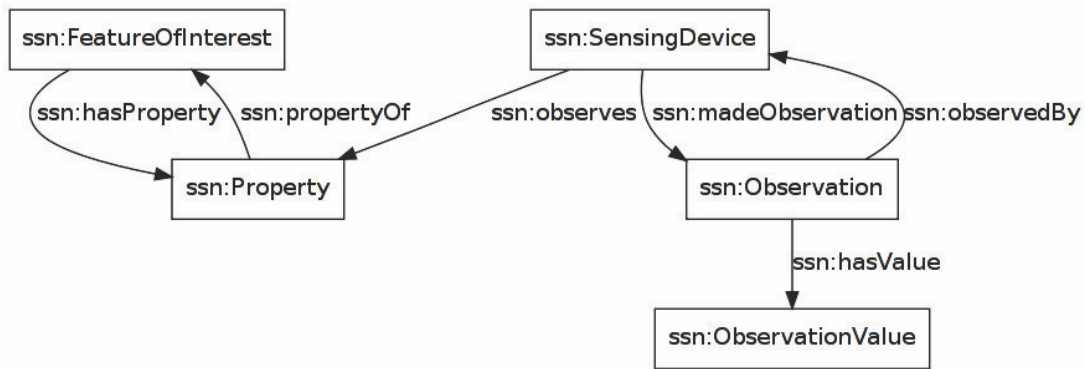 ssn:FeatureOfInterest
ssn:SensingDevice
ssn:hasProperty
ssn:propertyOf
ssn:observes
ssn:madeObservation
ssn:observedBy
ssn:Property
ssn:Observation
ssn:hasValue
ssn:ObservationValue